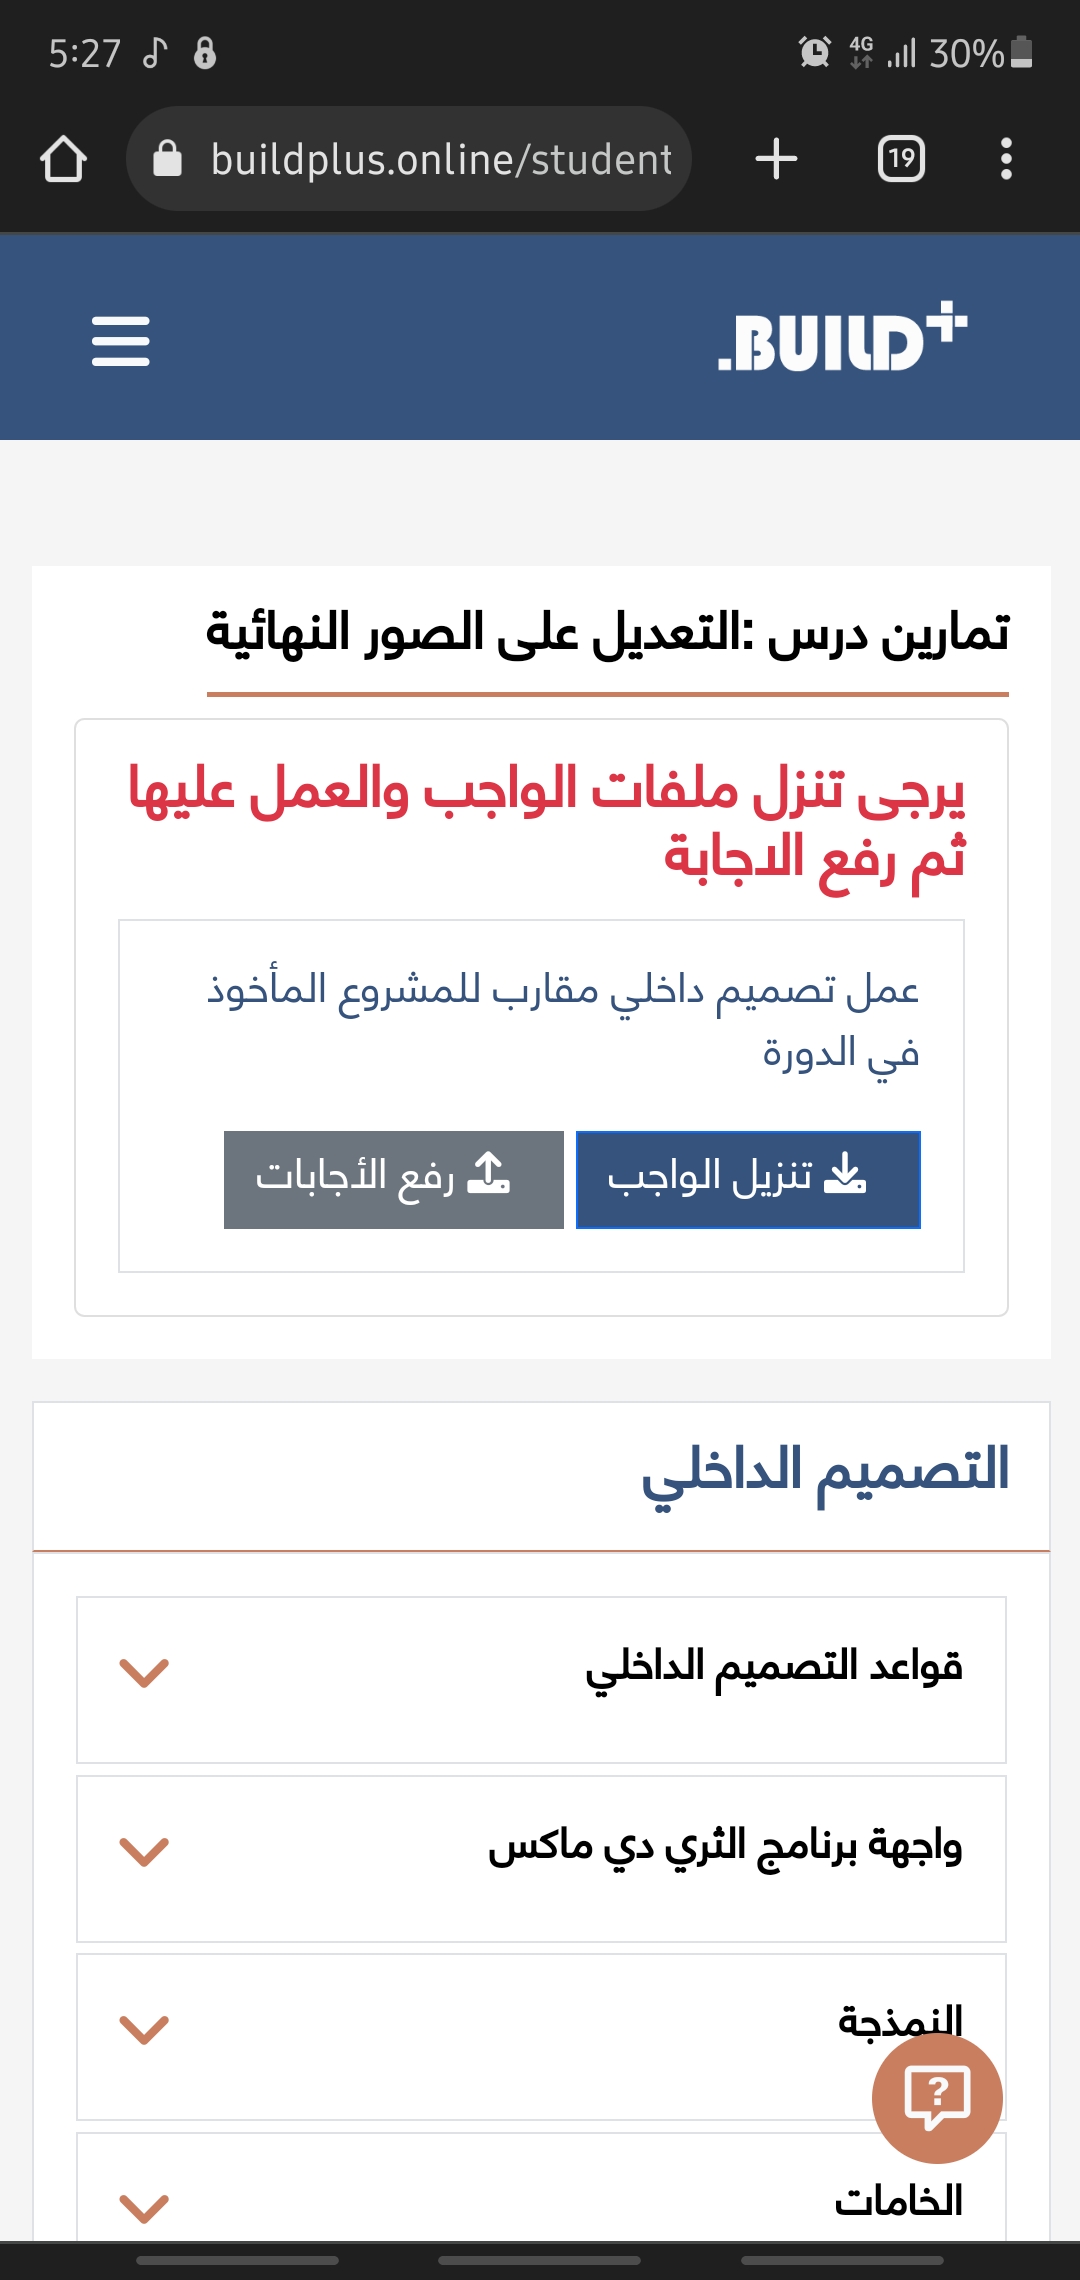 5:27
4G
30%
buildplus.online/student
19
.BUILD+
تمارين درس :التعديل على الصور النهائية
يرجى تنزل ملفات الواجب والعمل عليها
ثم رفع الاجابة
عمل تصميم داخلي مقارب للمشروع المأخوذ
في الدورة
تنزيل الواجب
رفع الأجابات
التصميم الداخلي
قواعد التصميم الداخلي
واجهة برنامج الثري دي ماكس
النمذجة
?
الخامات